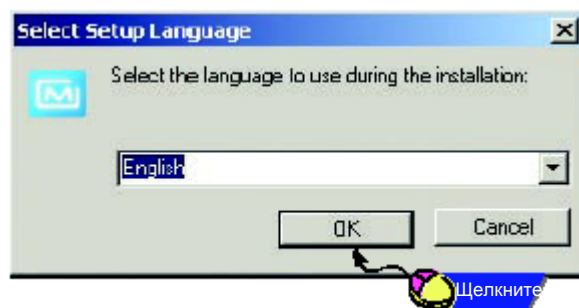 Select Setup Language
Select the language to use during the installation:
English
OK
Cancel
Щелкните